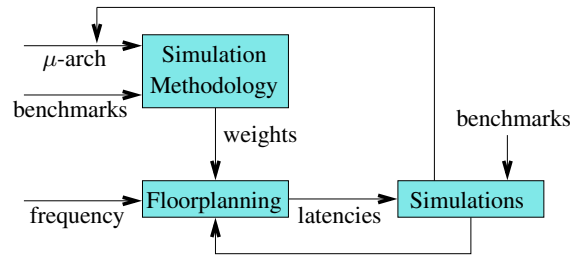 μ-arch
Simulation
Methodology
benchmarks
weights
benchmarks
frequency
Floorplanning
latencies
Simulations